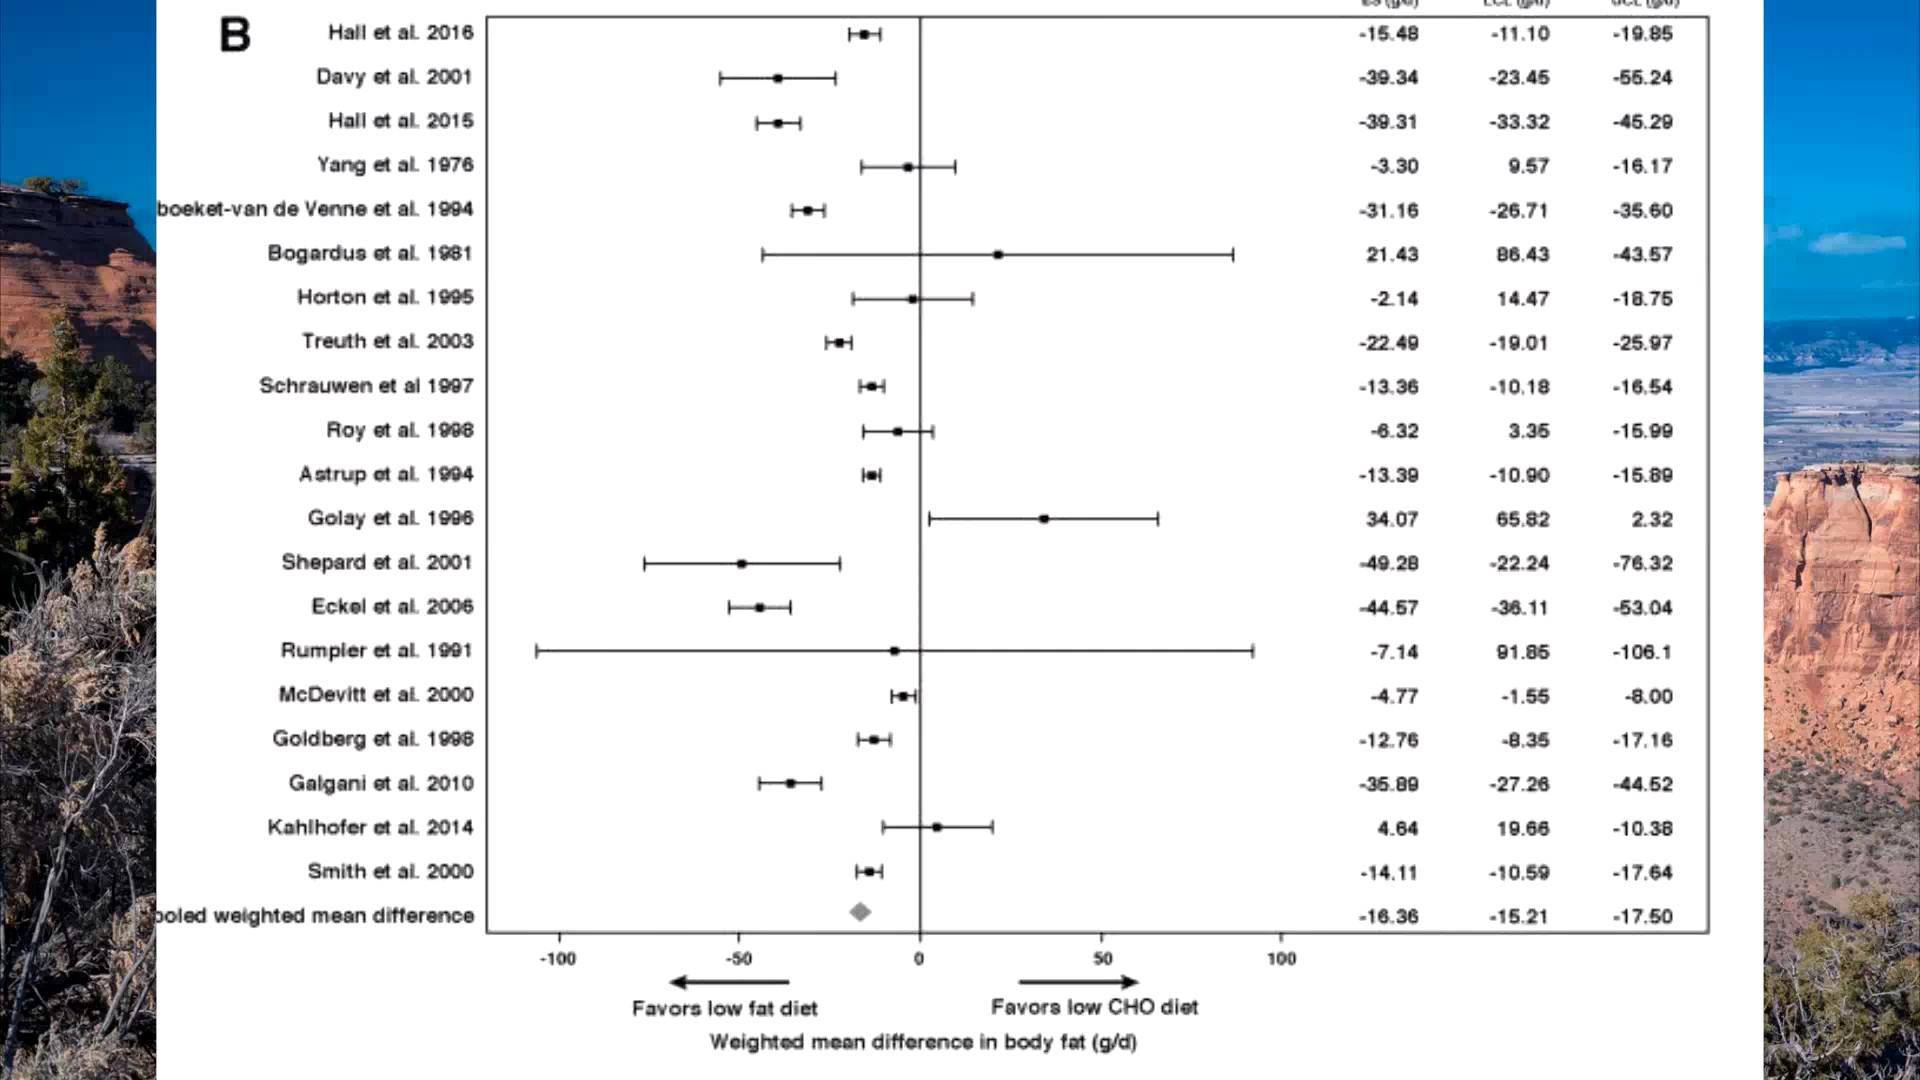 B
ES (g/d) LCL (g/d) UCL (g/d)
Hall et al. 2016 -15.48 -11.10 -19.85
Davy et al. 2001 -39.34 -23.45 -55.24
Hall et al. 2015 -39.31 -33.32 -45.29
Yang et al. 1976 -3.30 9.57 -16.17
boeket-van de Venne et al. 1994 -31.16 -26.71 -35.60
Bogardus et al. 1981 21.43 86.43 -43.57
Horton et al. 1995 -2.14 14.47 -18.75
Treuth et al. 2003 -22.49 -19.01 -25.97
Schrauwen et al 1997 -13.36 -10.18 -16.54
Roy et al. 1998 -6.32 3.35 -15.99
Astrup et al. 1994 -13.39 -10.90 -15.89
Golay et al. 1996 34.07 65.82 2.32
Shepard et al. 2001 -49.28 -22.24 -76.32
Eckel et al. 2006 -44.57 -36.11 -53.04
Rumpler et al. 1991 -7.14 91.85 -106.1
McDevitt et al. 2000 -4.77 -1.55 -8.00
Goldberg et al. 1998 -12.76 -8.35 -17.16
Galgani et al. 2010 -35.89 -27.26 -44.52
Kahlhofer et al. 2014 4.64 19.66 -10.38
Smith et al. 2000 -14.11 -10.59 -17.64
ooled weighted mean difference -16.36 -15.21 -17.50
-100 -50 0 50 100
Favors low fat diet Favors low CHO diet
Weighted mean difference in body fat (g/d)